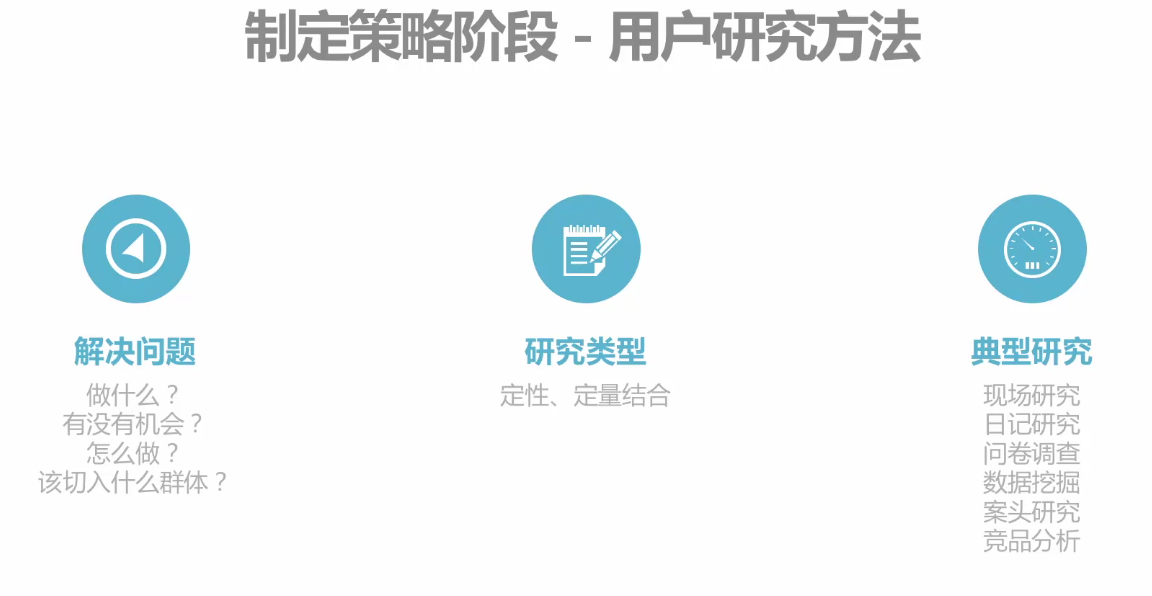 制定策略阶段 - 用户研究方法
解决问题
做什么？
有没有机会？
怎么做？
该切入什么群体？
研究类型
定性、定量结合
典型研究
现场研究
日记研究
问卷调查
数据挖掘
案头研究
竞品分析